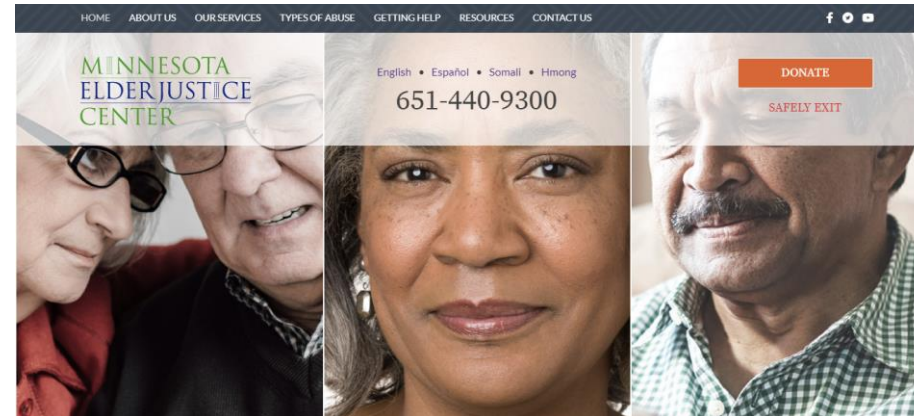 HOME ABOUT US OUR SERVICES TYPES OF ABUSE GETTING HELP RESOURCES CONTACT US
MINNESOTA
ELDER JUSTICE
CENTER
English • Español • Somali • Hmong
651-440-9300
DONATE
SAFELY EXIT